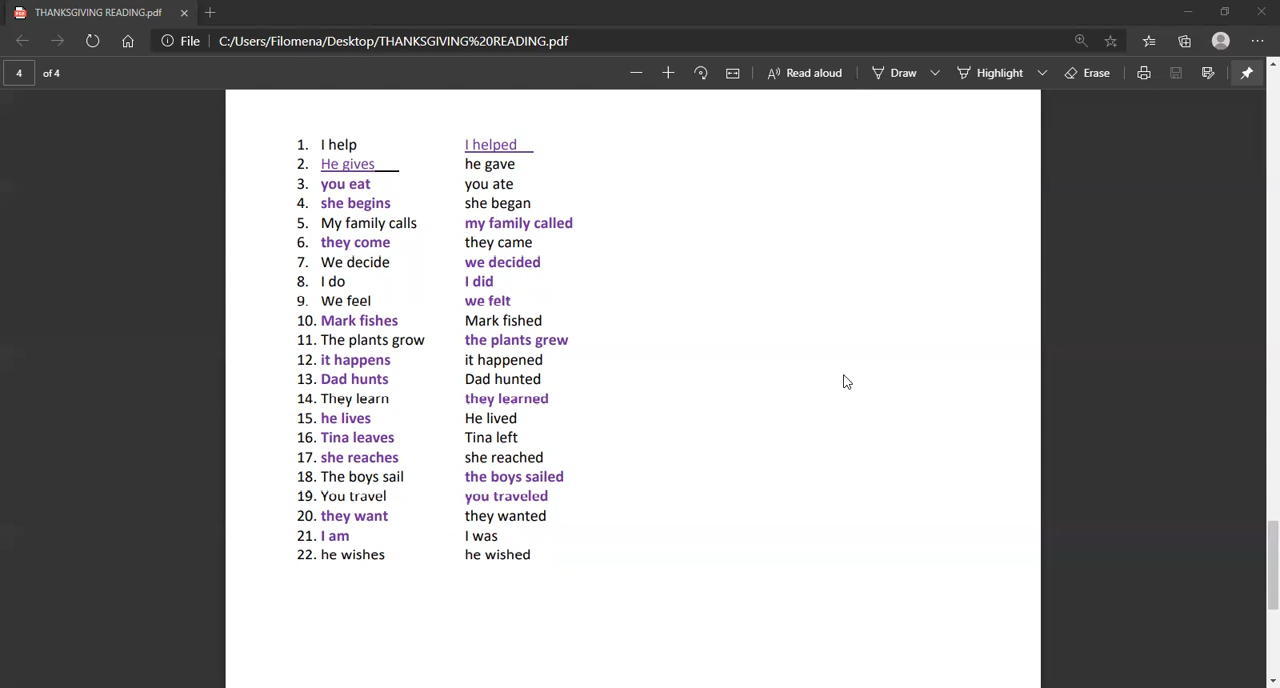 THANKSGIVING READING.pdf
File C:/Users/Filomena/Desktop/THANKSGIVING%20READING.pdf
4 of 4 Read aloud Draw Highlight Erase
1. I help I helped__
2. He gives___ he gave
3. you eat you ate
4. she begins she began
5. My family calls my family called
6. they come they came
7. We decide we decided
8. I do I did
9. We feel we felt
10. Mark fishes Mark fished
11. The plants grow the plants grew
12. it happens it happened
13. Dad hunts Dad hunted
14. They learn they learned
15. he lives He lived
16. Tina leaves Tina left
17. she reaches she reached
18. The boys sail the boys sailed
19. You travel you traveled
20. they want they wanted
21. I am I was
22. he wishes he wished